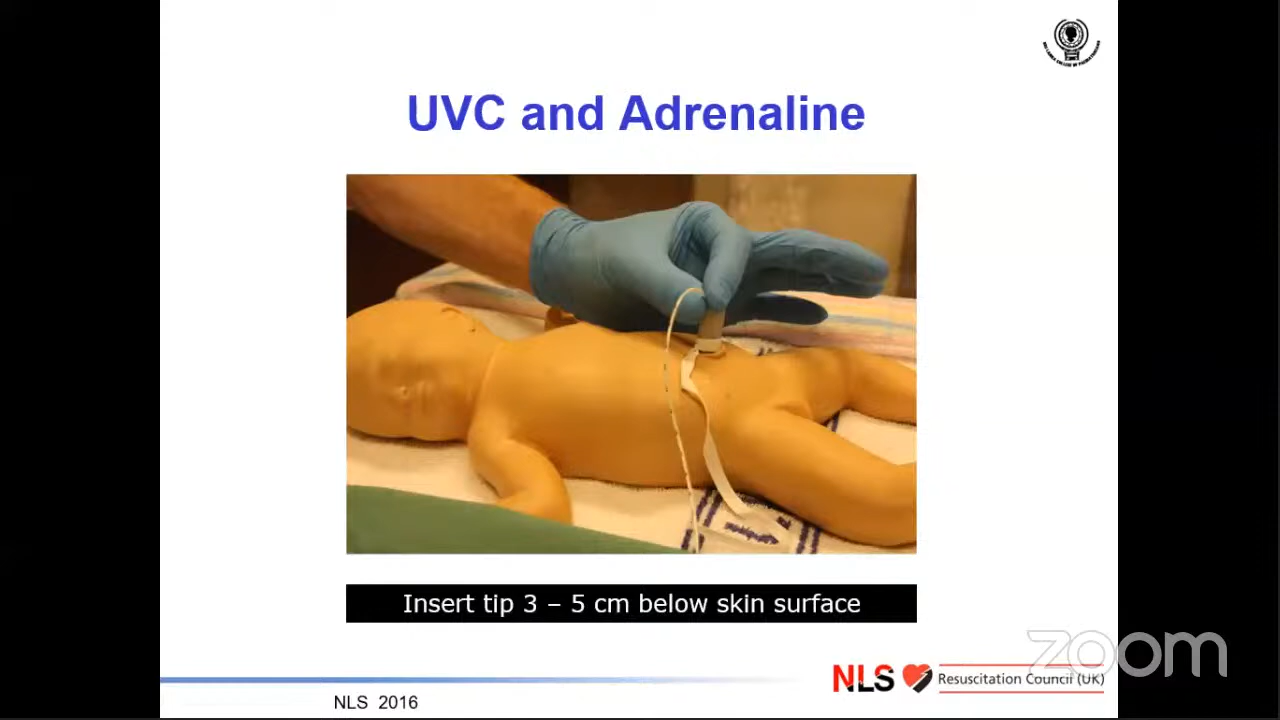 UVC and Adrenaline
Insert tip 3 – 5 cm below skin surface
zoom
NLS Resuscitation Council (UK)
NLS 2016